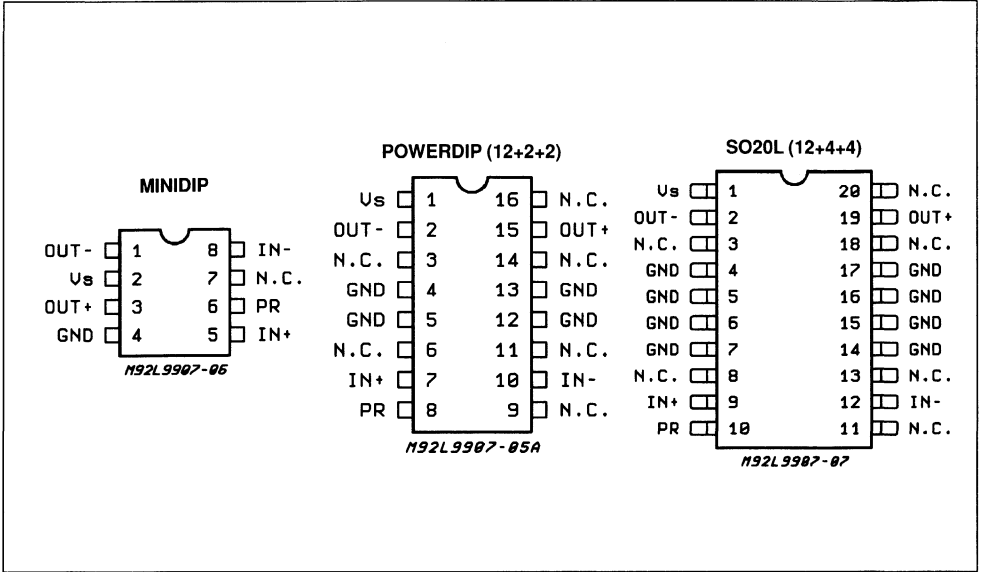 MINIDIP
OUT- 1 8 IN-
Vs 2 7 N.C.
OUT+ 3 6 PR
GND 4 5 IN+
M92L9907-06
POWERDIP (12+2+2)
Vs 1 16 N.C.
OUT- 2 15 OUT+
N.C. 3 14 N.C.
GND 4 13 GND
GND 5 12 GND
N.C. 6 11 N.C.
IN+ 7 10 IN-
PR 8 9 N.C.
M92L9907-05A
SO20L (12+4+4)
Vs 1 20 N.C.
OUT- 2 19 OUT+
N.C. 3 18 N.C.
GND 4 17 GND
GND 5 16 GND
GND 6 15 GND
GND 7 14 GND
N.C. 8 13 N.C.
IN+ 9 12 IN-
PR 10 11 N.C.
M92L9907-07